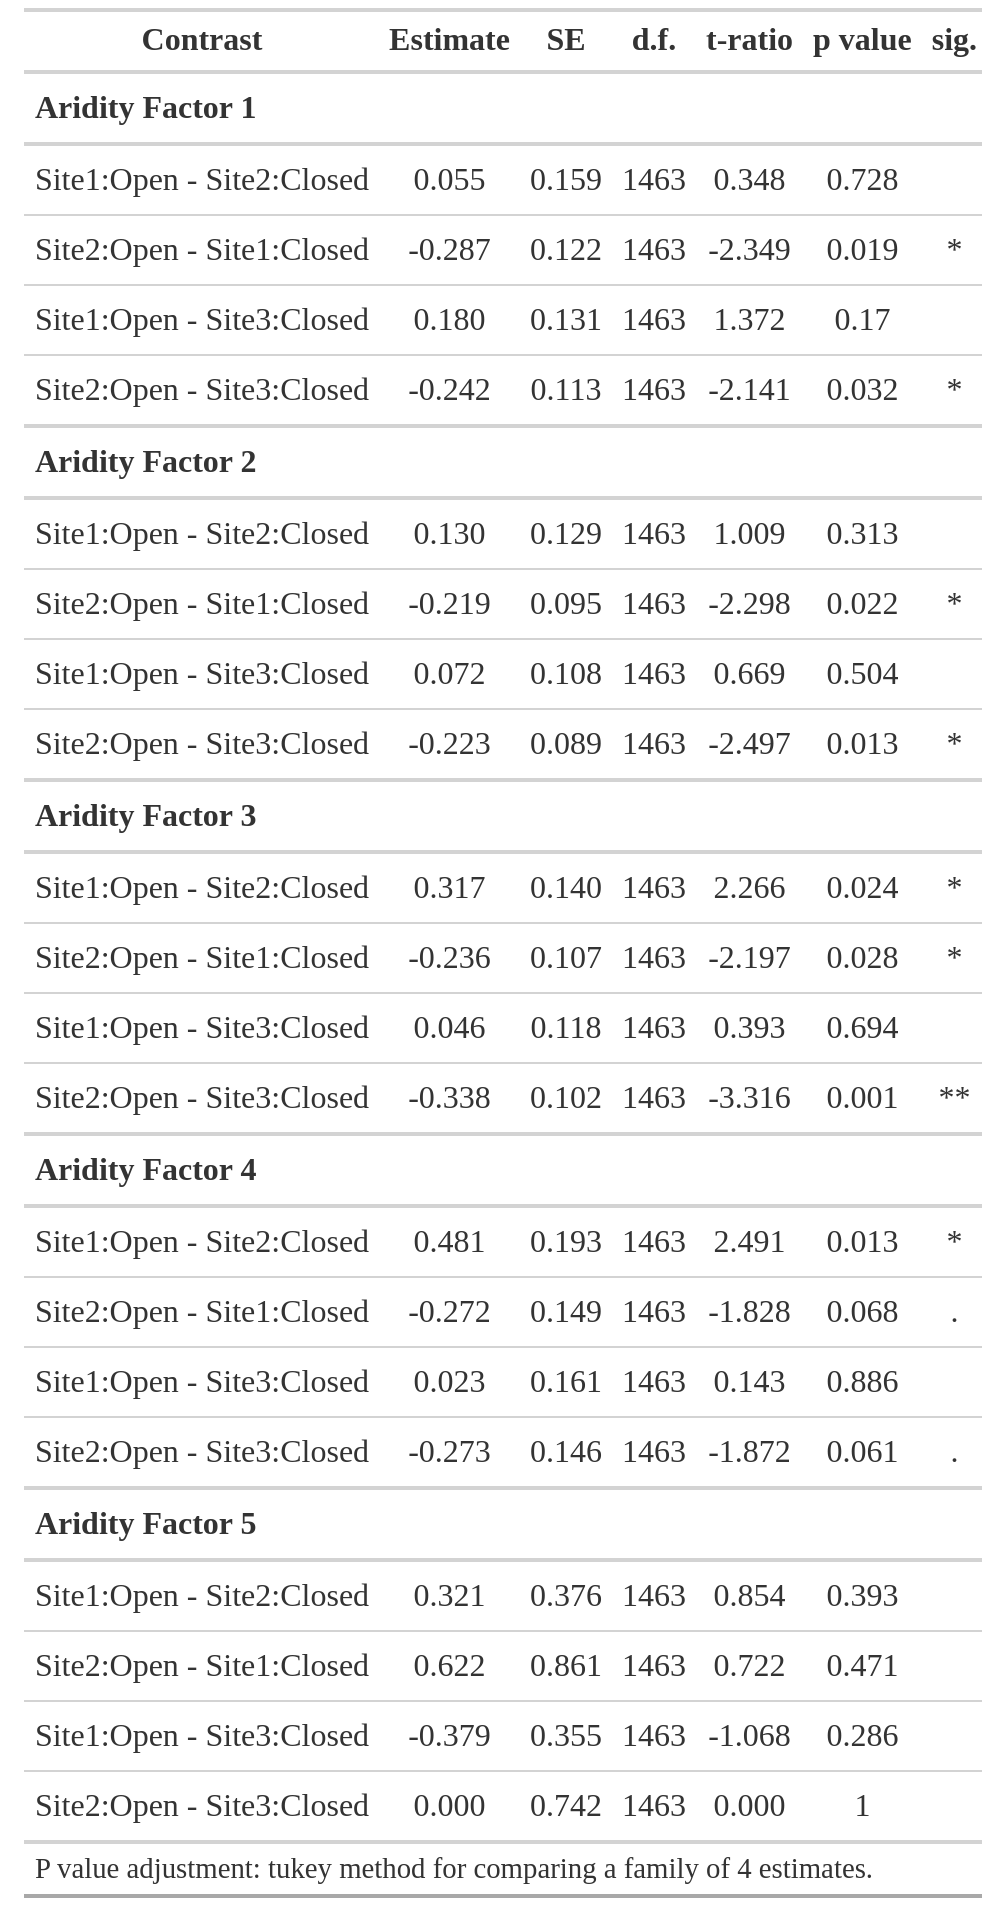 Contrast Estimate SE d.f. t-ratio p value sig.
Aridity Factor 1
Site1:Open - Site2:Closed 0.055 0.159 1463 0.348 0.728
Site2:Open - Site1:Closed -0.287 0.122 1463 -2.349 0.019 *
Site1:Open - Site3:Closed 0.180 0.131 1463 1.372 0.17
Site2:Open - Site3:Closed -0.242 0.113 1463 -2.141 0.032 *
Aridity Factor 2
Site1:Open - Site2:Closed 0.130 0.129 1463 1.009 0.313
Site2:Open - Site1:Closed -0.219 0.095 1463 -2.298 0.022 *
Site1:Open - Site3:Closed 0.072 0.108 1463 0.669 0.504
Site2:Open - Site3:Closed -0.223 0.089 1463 -2.497 0.013 *
Aridity Factor 3
Site1:Open - Site2:Closed 0.317 0.140 1463 2.266 0.024 *
Site2:Open - Site1:Closed -0.236 0.107 1463 -2.197 0.028 *
Site1:Open - Site3:Closed 0.046 0.118 1463 0.393 0.694
Site2:Open - Site3:Closed -0.338 0.102 1463 -3.316 0.001 **
Aridity Factor 4
Site1:Open - Site2:Closed 0.481 0.193 1463 2.491 0.013 *
Site2:Open - Site1:Closed -0.272 0.149 1463 -1.828 0.068 .
Site1:Open - Site3:Closed 0.023 0.161 1463 0.143 0.886
Site2:Open - Site3:Closed -0.273 0.146 1463 -1.872 0.061 .
Aridity Factor 5
Site1:Open - Site2:Closed 0.321 0.376 1463 0.854 0.393
Site2:Open - Site1:Closed 0.622 0.861 1463 0.722 0.471
Site1:Open - Site3:Closed -0.379 0.355 1463 -1.068 0.286
Site2:Open - Site3:Closed 0.000 0.742 1463 0.000 1
P value adjustment: tukey method for comparing a family of 4 estimates.